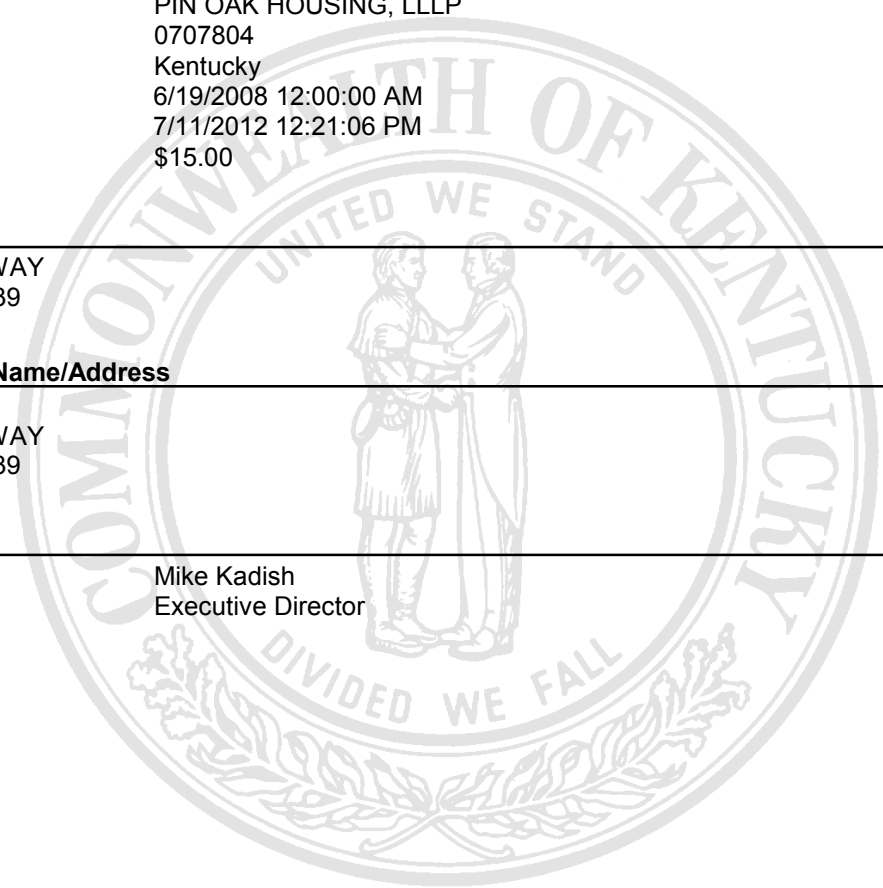 PIN OAK HOUSING, LLLP
0707804
Kentucky
6/19/2008 12:00:00 AM
7/11/2012 12:21:06 PM
$15.00
COMMONWEALTH OF KENTUCKY
UNITED WE STAND
WAY
39
Name/Address
WAY
39
Mike Kadish
Executive Director
DIVIDED WE FALL